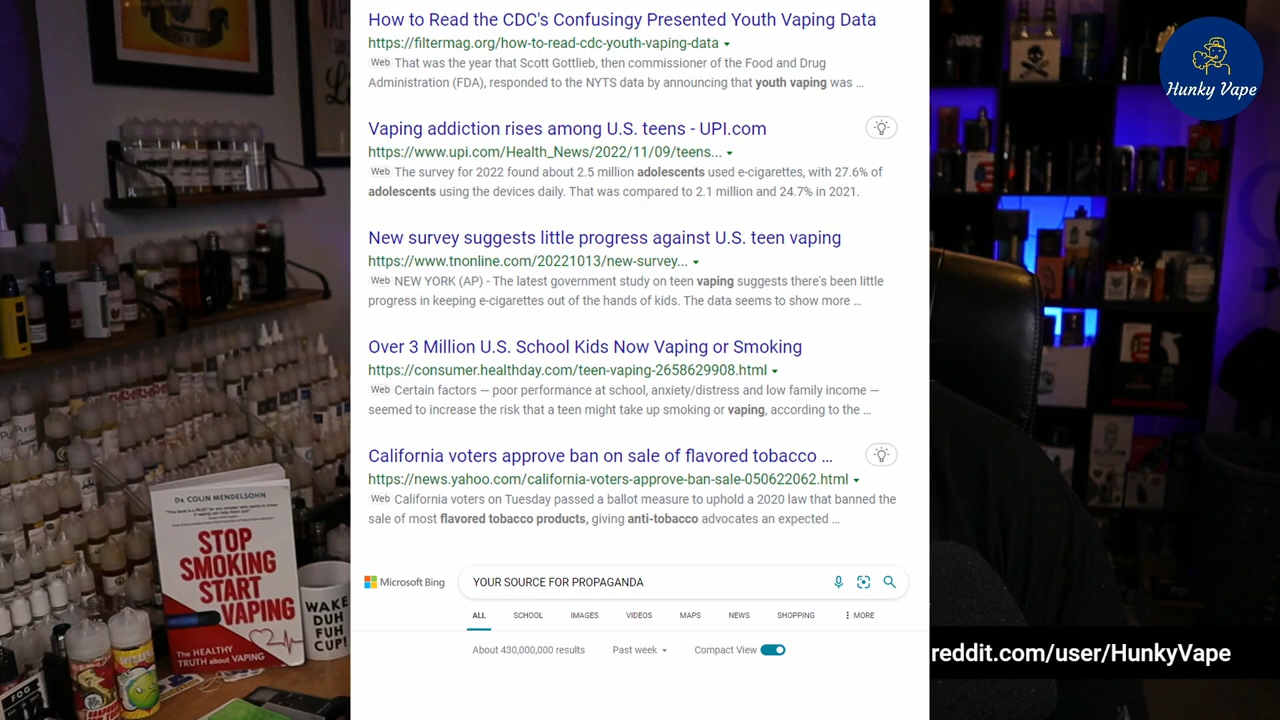 How to Read the CDC's Confusingy Presented Youth Vaping Data
https://filtermag.org/how-to-read-cdc-youth-vaping-data
Web That was the year that Scott Gottlieb, then commissioner of the Food and Drug
Administration (FDA), responded to the NYTS data by announcing that youth vaping was ...
Vaping addiction rises among U.S. teens - UPI.com
https://www.upi.com/Health_News/2022/11/09/teens...
Web The survey for 2022 found about 2.5 million adolescents used e-cigarettes, with 27.6% of
adolescents using the devices daily. That was compared to 2.1 million and 24.7% in 2021.
New survey suggests little progress against U.S. teen vaping
https://www.tnonline.com/20221013/new-survey...
Web NEW YORK (AP) - The latest government study on teen vaping suggests there's been little
progress in keeping e-cigarettes out of the hands of kids. The data seems to show more ...
Over 3 Million U.S. School Kids Now Vaping or Smoking
https://consumer.healthday.com/teen-vaping-2658629908.html
Web Certain factors — poor performance at school, anxiety/distress and low family income —
seemed to increase the risk that a teen might take up smoking or vaping, according to the ...
California voters approve ban on sale of flavored tobacco ...
https://news.yahoo.com/california-voters-approve-ban-sale-050622062.html
Web California voters on Tuesday passed a ballot measure to uphold a 2020 law that banned the
sale of most flavored tobacco products, giving anti-tobacco advocates an expected ...
Microsoft Bing
YOUR SOURCE FOR PROPAGANDA
ALL SCHOOL IMAGES VIDEOS MAPS NEWS SHOPPING MORE
About 430,000,000 results Past week Compact View
Hunky Vape
reddit.com/user/HunkyVape
DR COLIN MENDELSOHN
STOP
SMOKING
START
VAPING
THE HEALTHY
TRUTH about VAPING
WAKE
DUH
FUH
CUP!
FOG